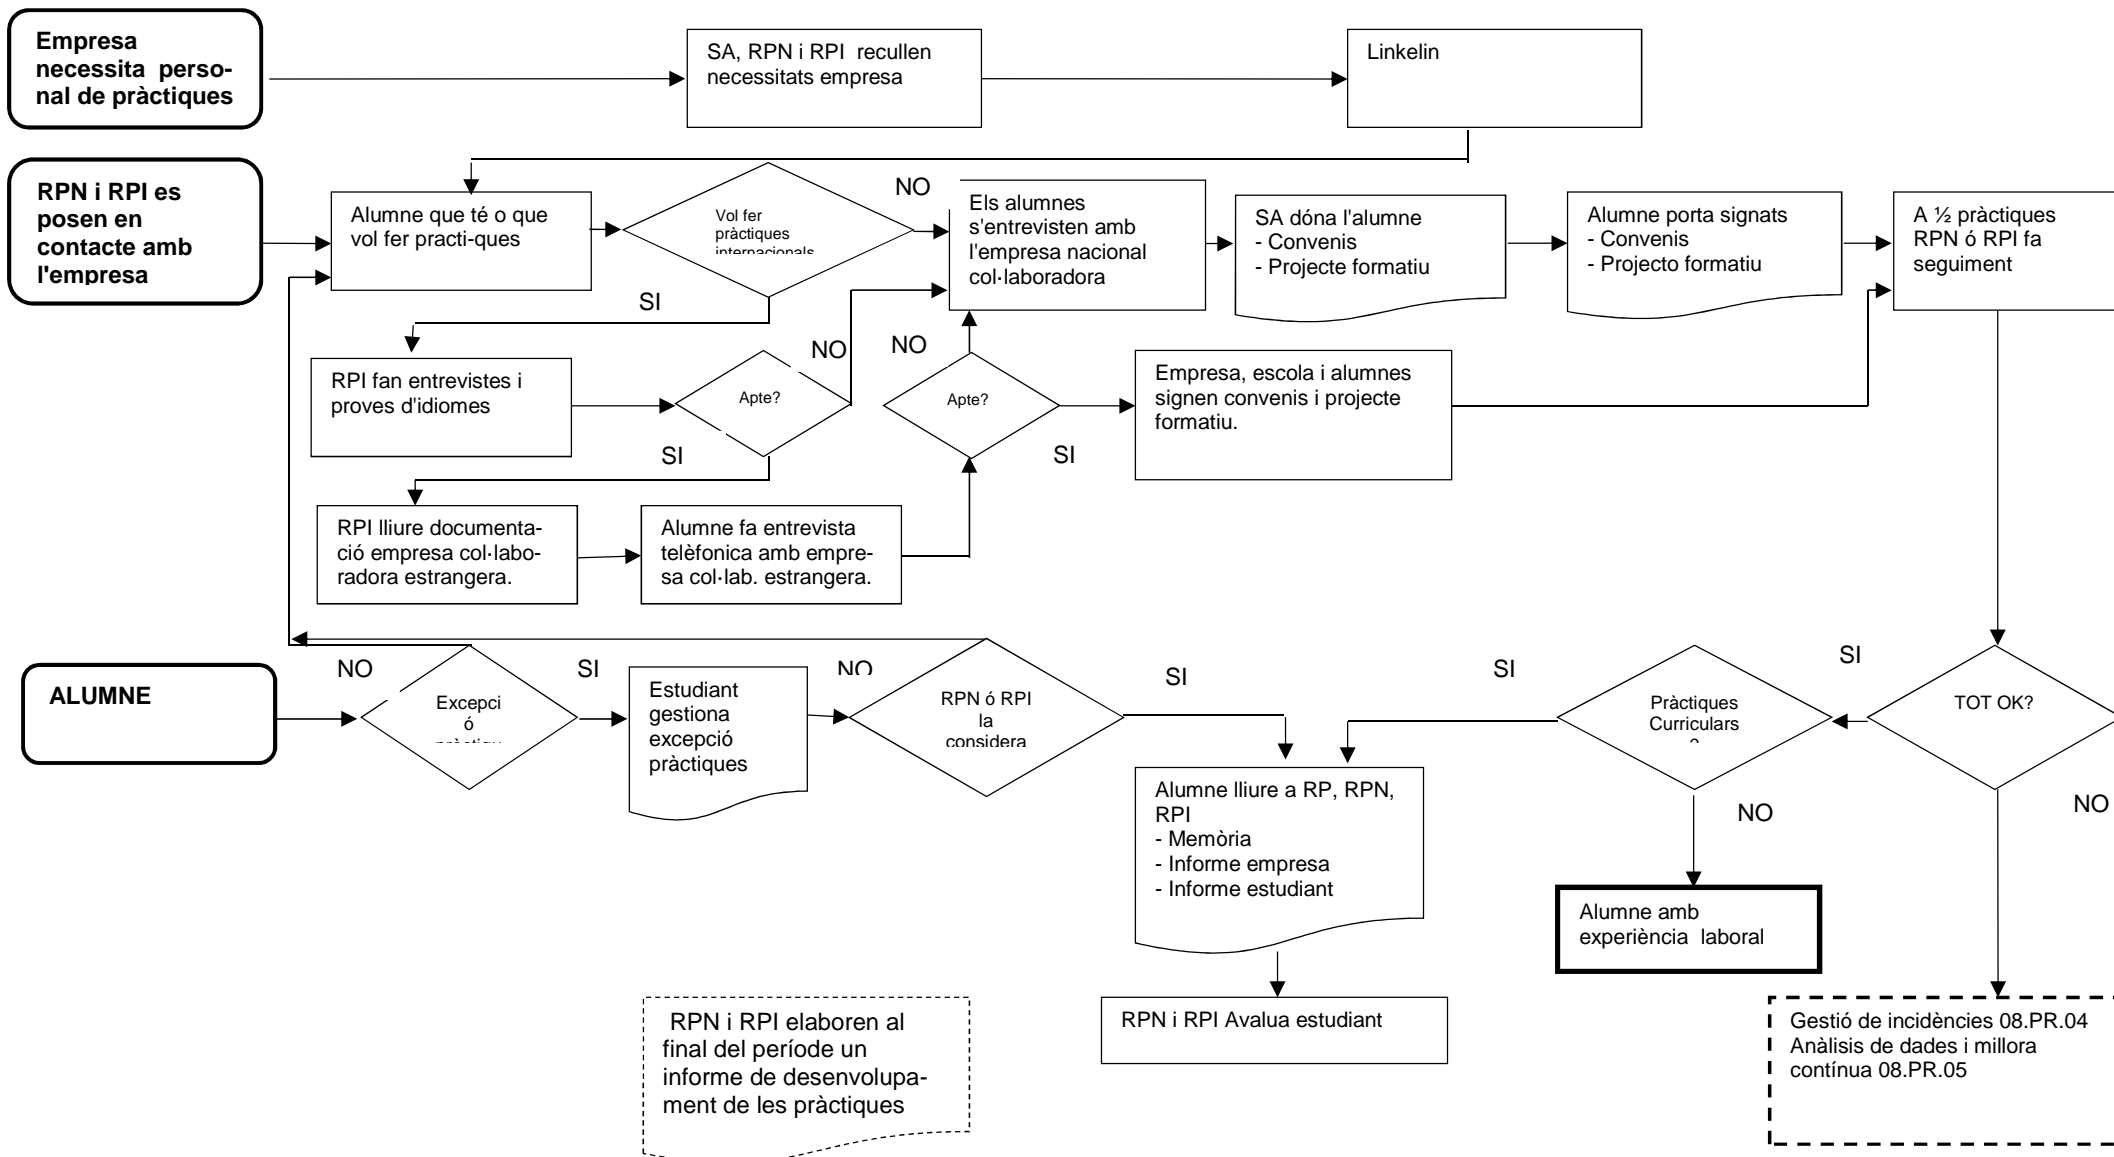 Empresa
necessita perso-
nal de pràctiques
SA, RPN i RPI recullen
necessitats empresa
Linkelin
RPN i RPI es
posen en
contacte amb
l'empresa
Alumne que té o que
vol fer practi-ques
Vol fer
pràctiques
internacionals
NO
SI
Els alumnes
s'entrevisten amb
l'empresa nacional
col·laboradora
SA dóna l'alumne
- Convenis
- Projecte formatiu
Alumne porta signats
- Convenis
- Projecto formatiu
A ½ pràctiques
RPN ó RPI fa
seguiment
RPI fan entrevistes i
proves d'idiomes
Apte?
NO
SI
NO
Apte?
SI
Empresa, escola i alumnes
signen convenis i projecte
formatiu.
RPI lliure documenta-
ció empresa col·labo-
radora estrangera.
Alumne fa entrevista
telèfonica amb empre-
sa col·lab. estrangera.
ALUMNE
NO
Excepci
ó
SI
Estudiant
gestiona
excepció
pràctiques
NO
RPN ó RPI
la
considera
SI
SI
Pràctiques
Curriculars
?
SI
TOT OK?
NO
NO
Alumne lliure a RP, RPN,
RPI
- Memòria
- Informe empresa
- Informe estudiant
Alumne amb
experiència laboral
RPN i RPI elaboren al
final del període un
informe de desenvolupa-
ment de les pràctiques
RPN i RPI Avalua estudiant
Gestió de incidències 08.PR.04
Anàlisis de dades i millora
contínua 08.PR.05